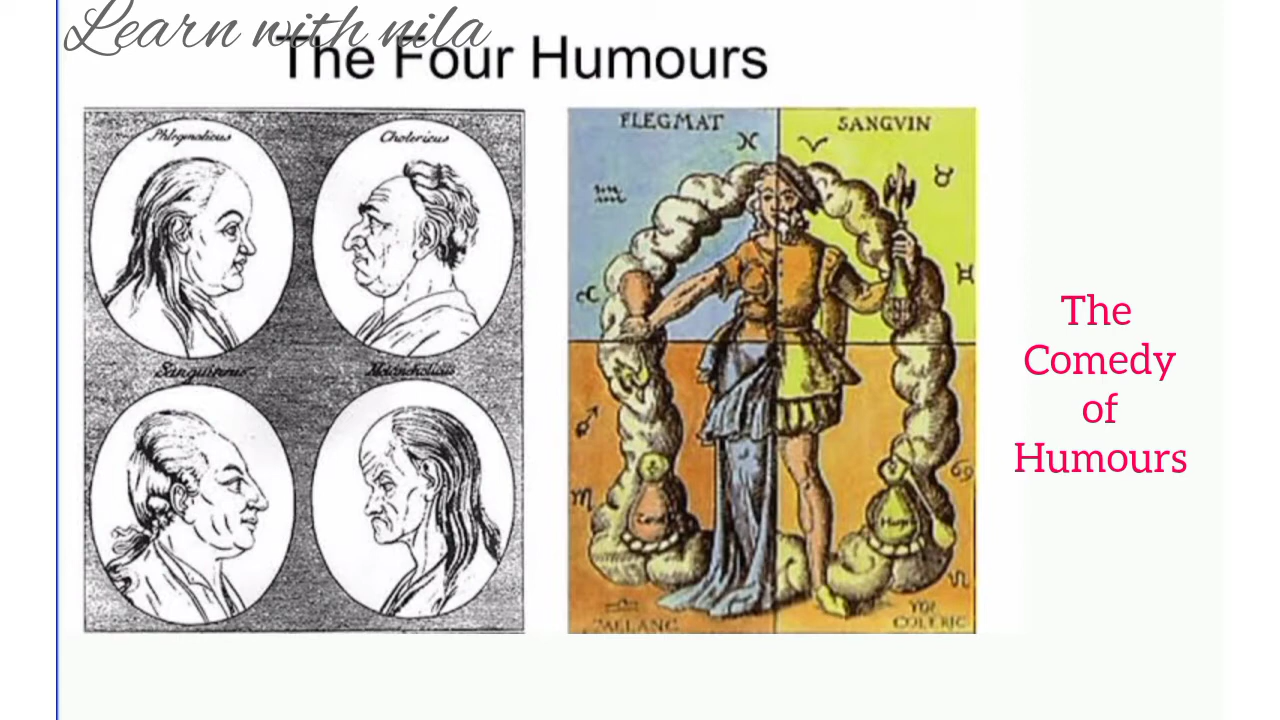 Learn with nila
The Four Humours
Phlegmaticus
Cholericus
Sanguineus
Melancholicus
FLEGMAT
SANGVIN
MELANC
COLERIC
The
Comedy
of
Humours